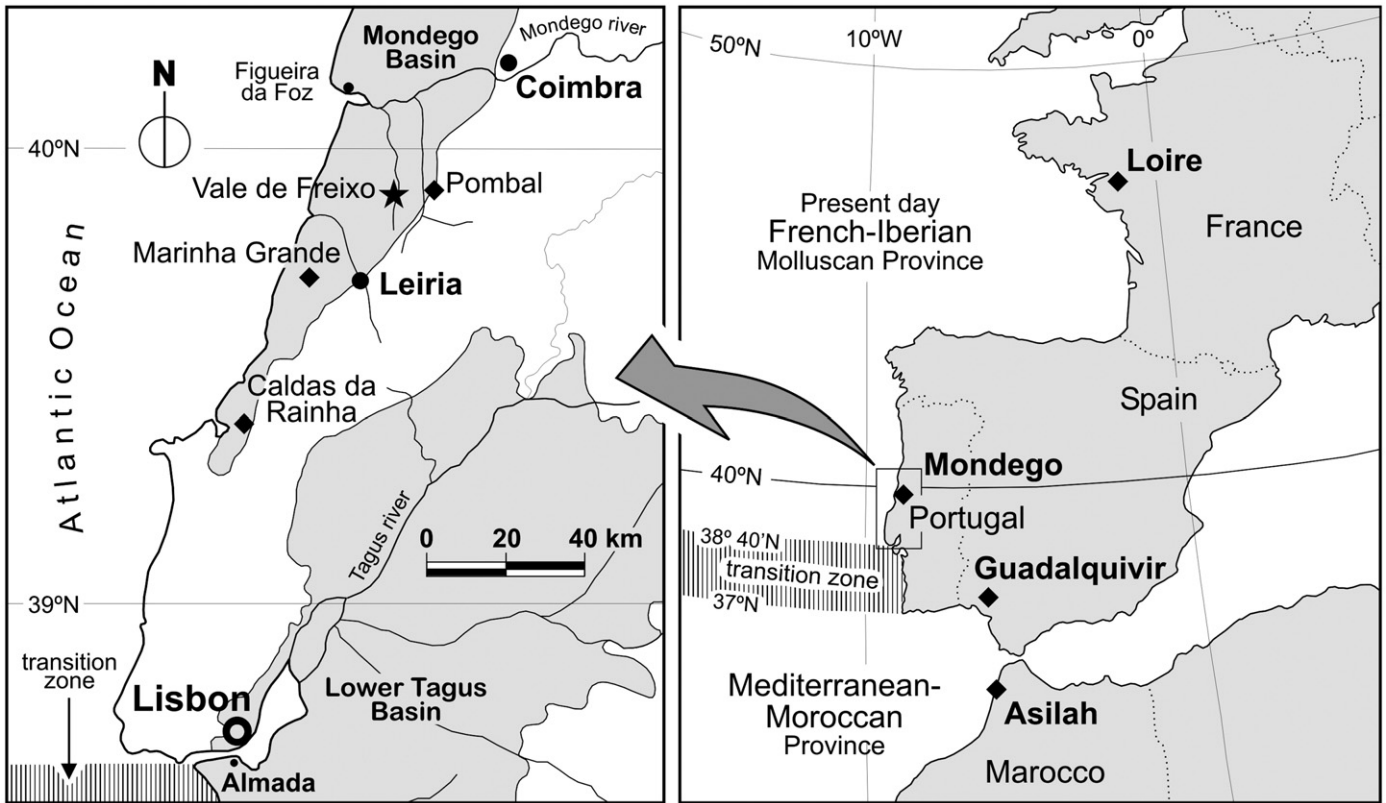 Mondego
Basin
Mondego river
N
Figueira
da Foz
Coimbra
40ºN
Vale de Freixo
Pombal
Marinha Grande
Leiria
Atlantic Ocean
Caldas da
Rainha
Tagus river
0 20 40 km
39ºN
transition
zone
Lisbon
Lower Tagus
Basin
Almada
50ºN
10ºW
0º
Loire
Present day
French-Iberian
Molluscan Province
France
Spain
40ºN
Mondego
Portugal
38º 40’N
transition zone
37ºN
Guadalquivir
Mediterranean-
Moroccan
Province
Asilah
Marocco